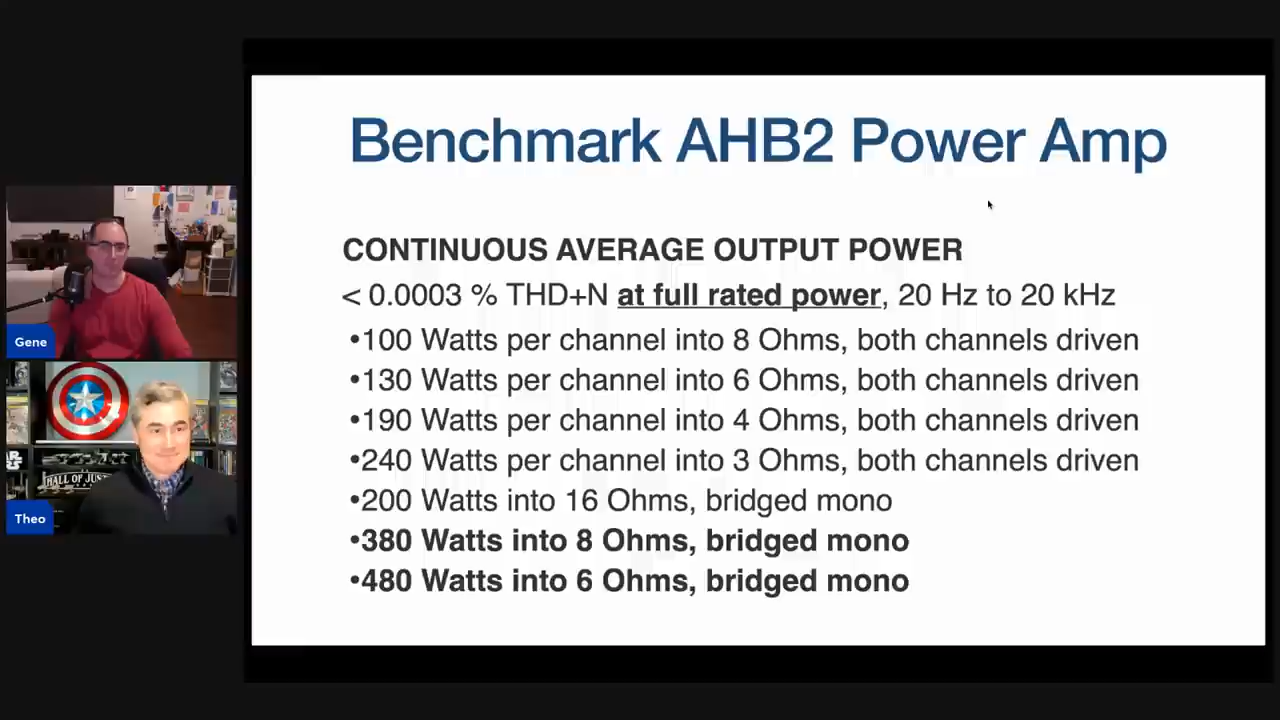 Benchmark AHB2 Power Amp
CONTINUOUS AVERAGE OUTPUT POWER
< 0.0003 % THD+N at full rated power, 20 Hz to 20 kHz
•100 Watts per channel into 8 Ohms, both channels driven
•130 Watts per channel into 6 Ohms, both channels driven
•190 Watts per channel into 4 Ohms, both channels driven
•240 Watts per channel into 3 Ohms, both channels driven
•200 Watts into 16 Ohms, bridged mono
•380 Watts into 8 Ohms, bridged mono
•480 Watts into 6 Ohms, bridged mono
Gene
HALL OF JUS
Theo